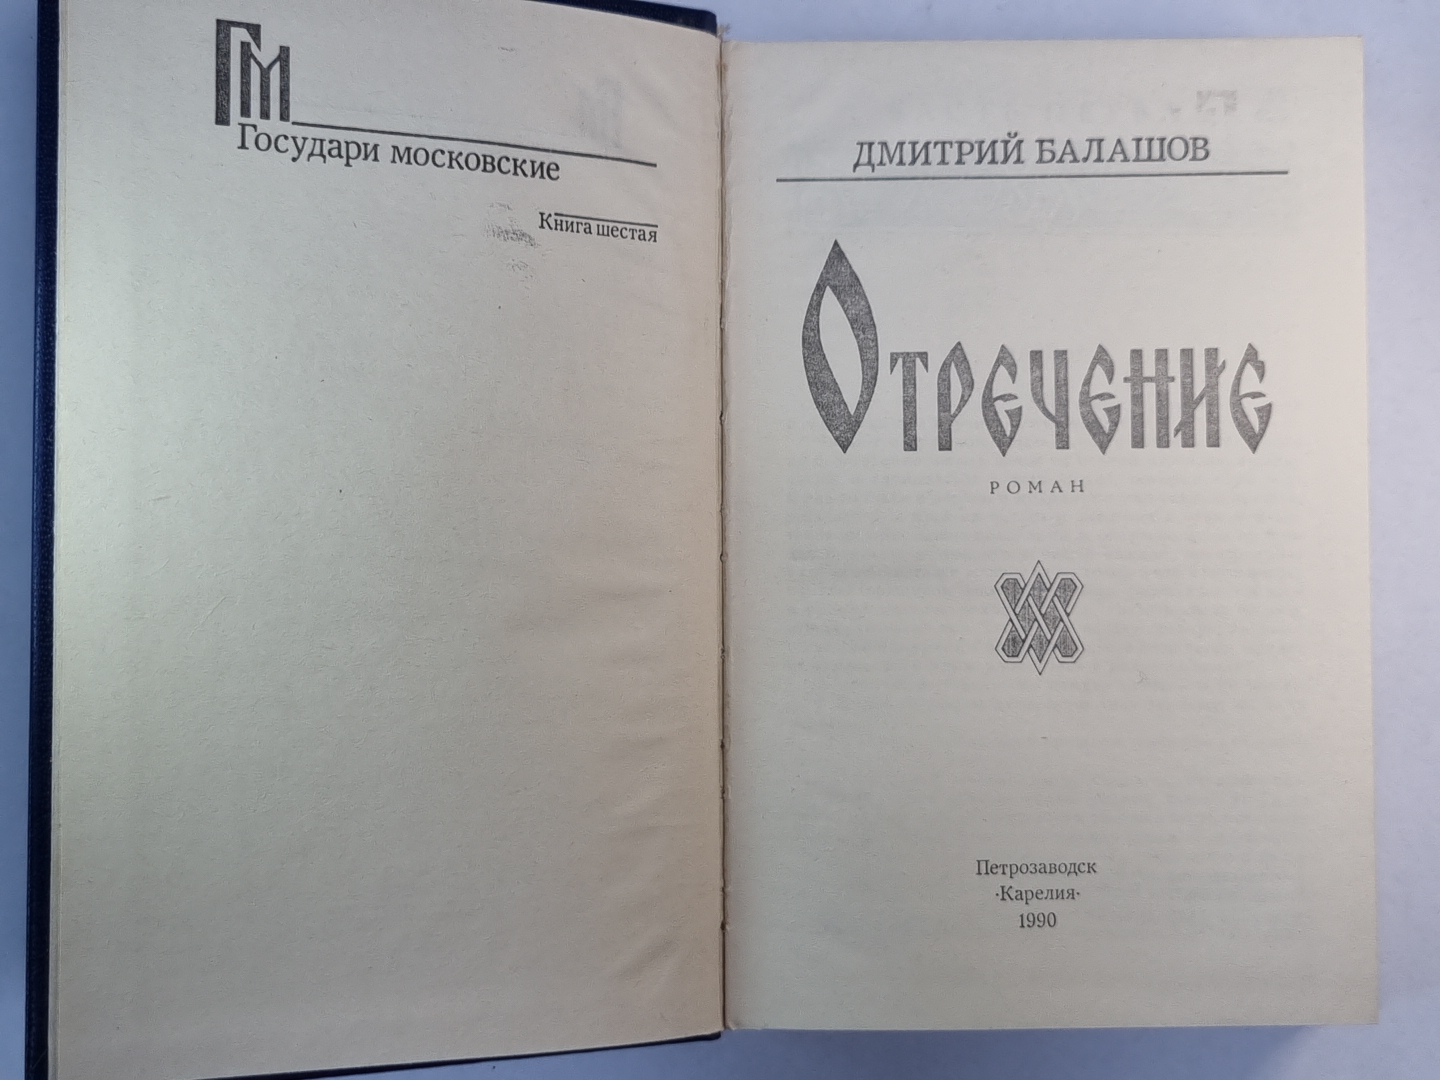 ГМ
Государи московские
Книга шестая
ДМИТРИЙ БАЛАШОВ
Отречение
РОМАН
Петрозаводск
·Карелия·
1990